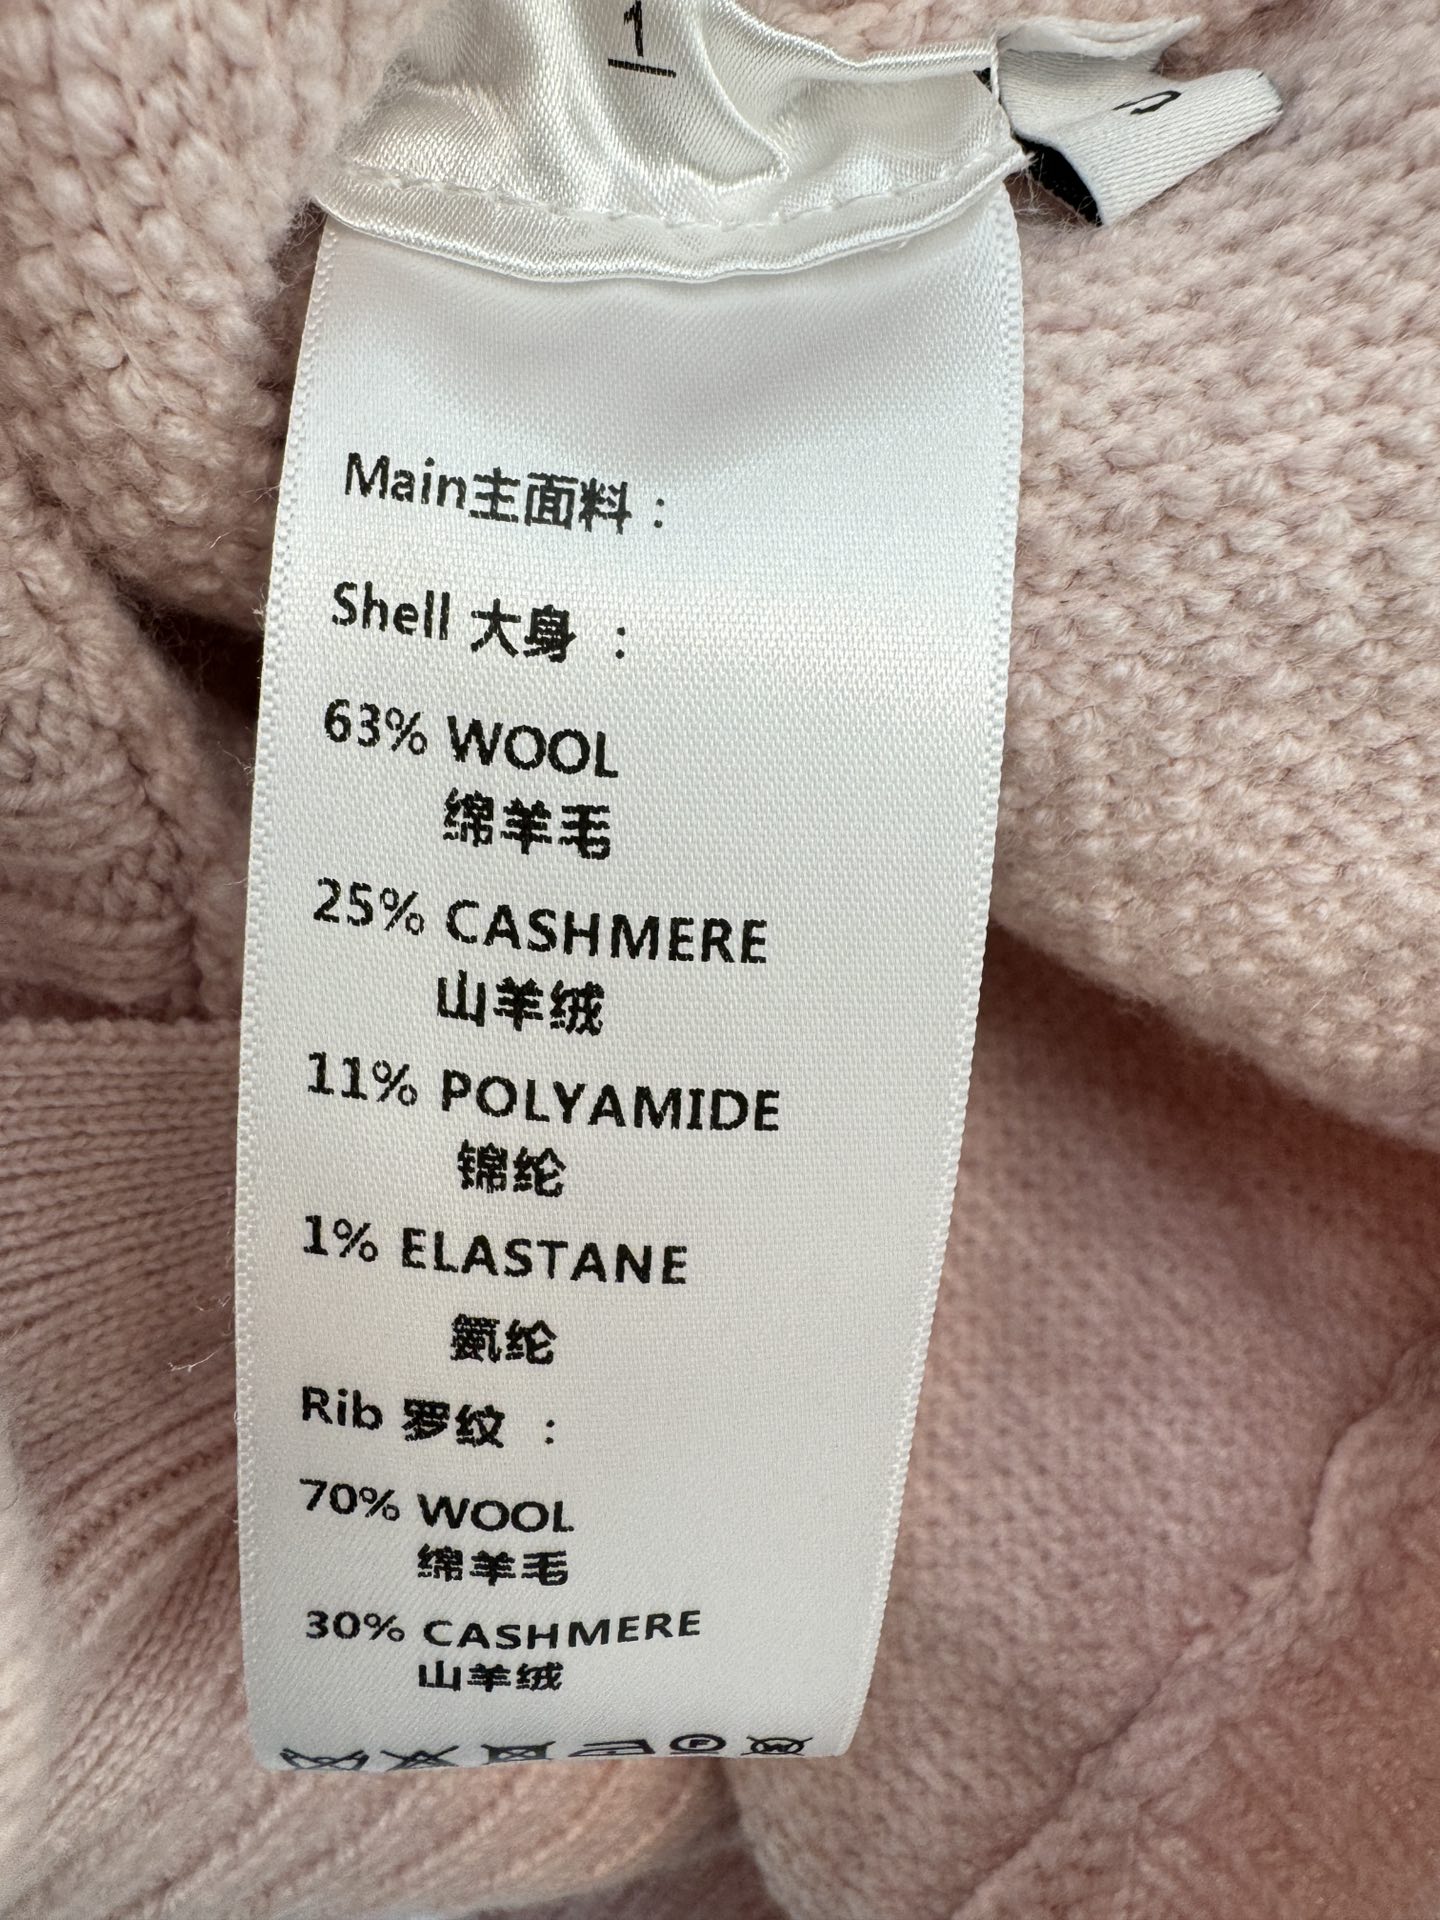 1
Main主面料：
Shell 大身 ：
63% WOOL
绵羊毛
25% CASHMERE
山羊绒
11% POLYAMIDE
锦纶
1% ELASTANE
氨纶
Rib 罗纹 ：
70% WOOL
绵羊毛
30% CASHMERE
山羊绒
F
W